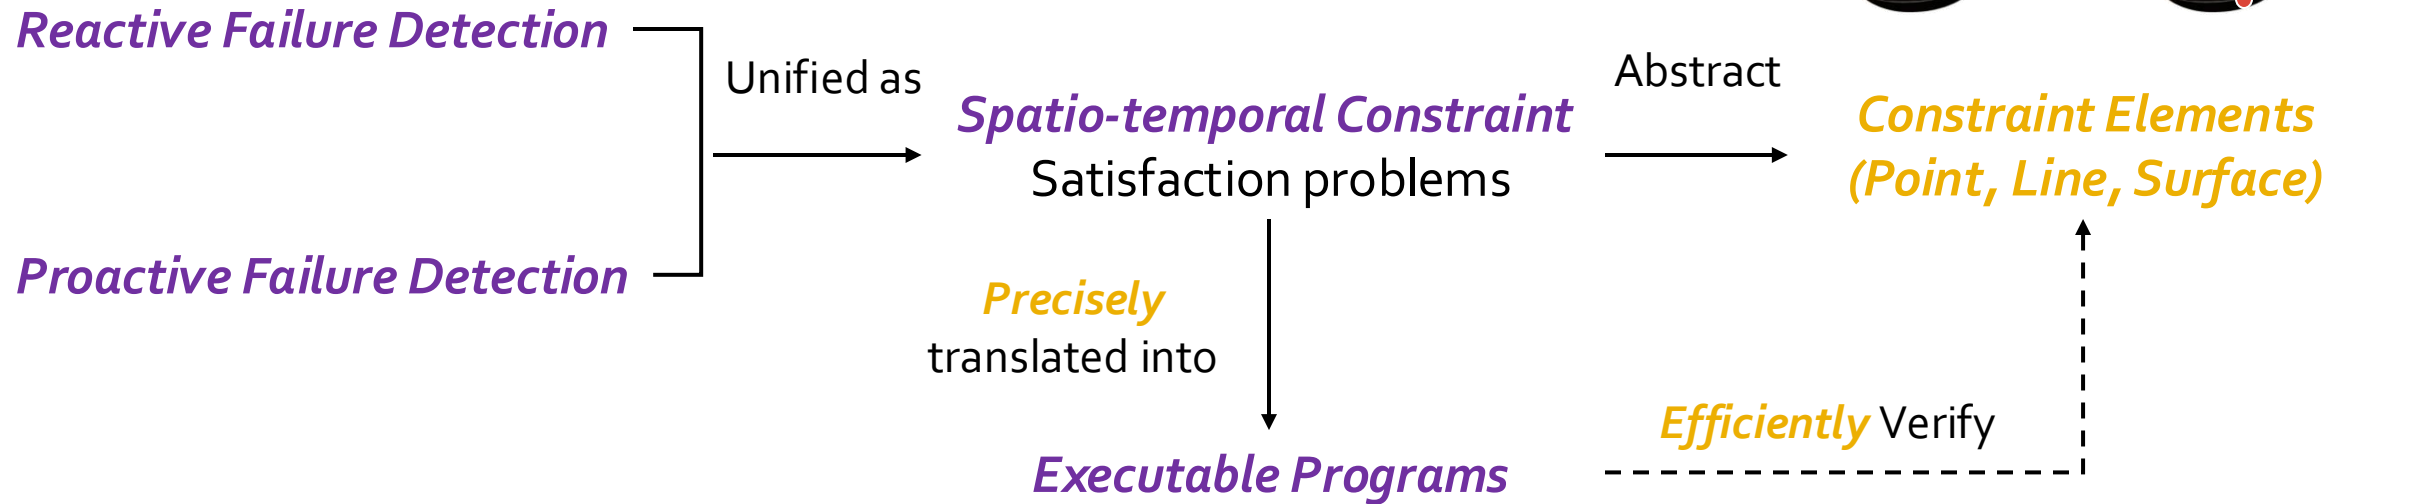 Reactive Failure Detection
Unified as
Abstract
Spatio-temporal Constraint
Satisfaction problems
Constraint Elements
(Point, Line, Surface)
Proactive Failure Detection
Precisely
translated into
Efficiently Verify
Executable Programs